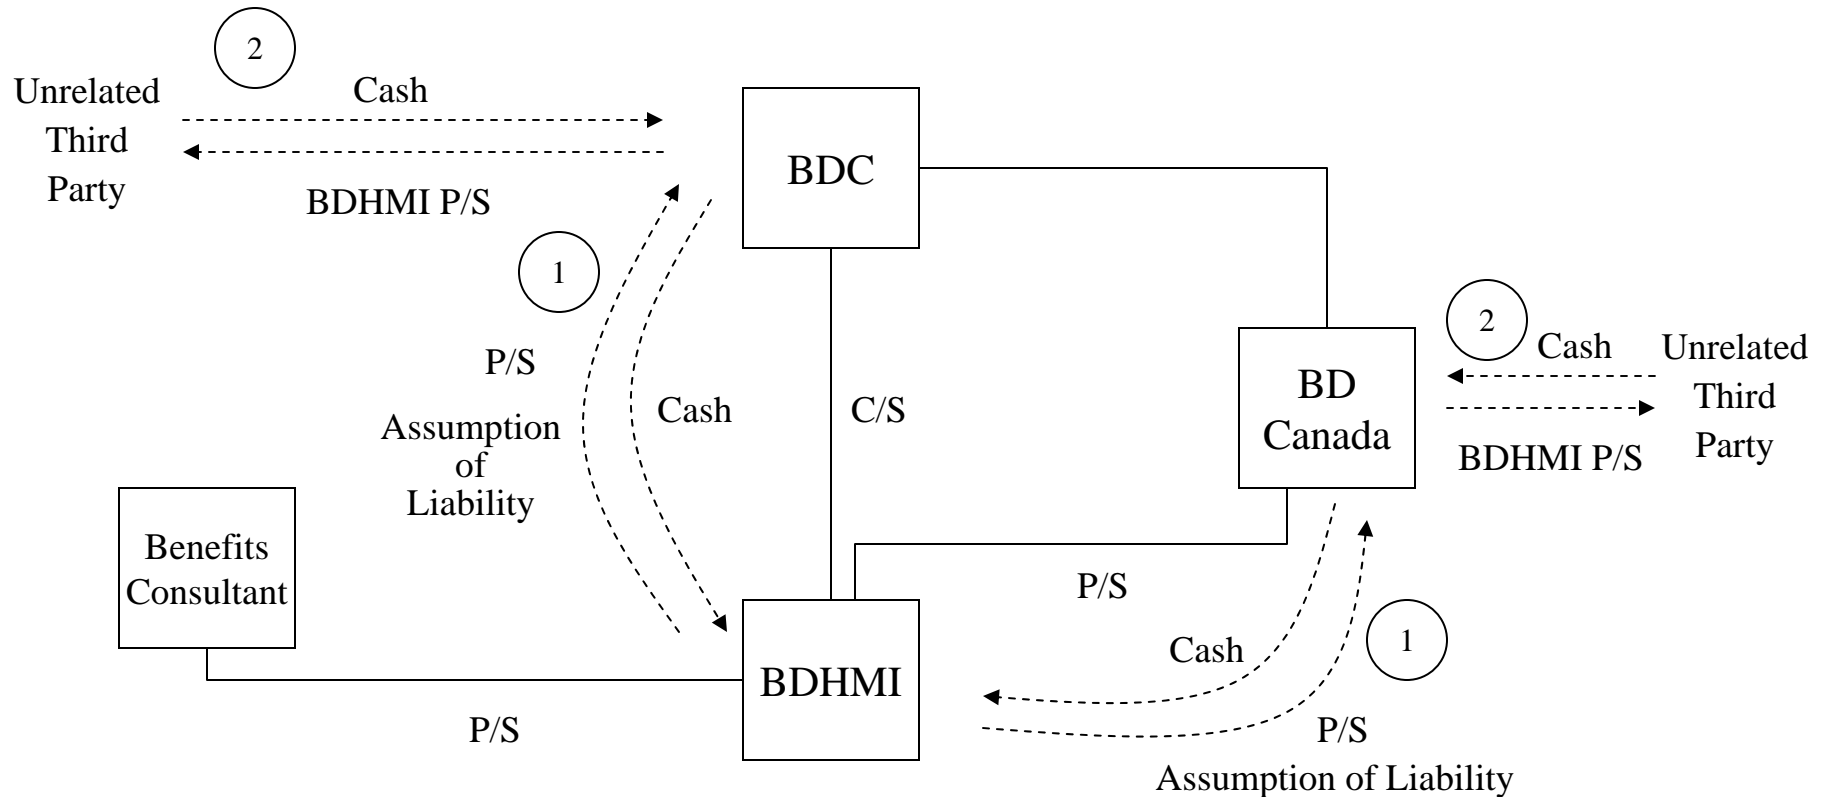 2
Unrelated
Third
Party
Cash
BDHMI P/S
BDC
1
P/S
Assumption
of
Liability
Cash
C/S
BD
Canada
2
Cash
BDHMI P/S
Unrelated
Third
Party
Benefits
Consultant
P/S
BDHMI
P/S
Cash
1
P/S
Assumption of Liability